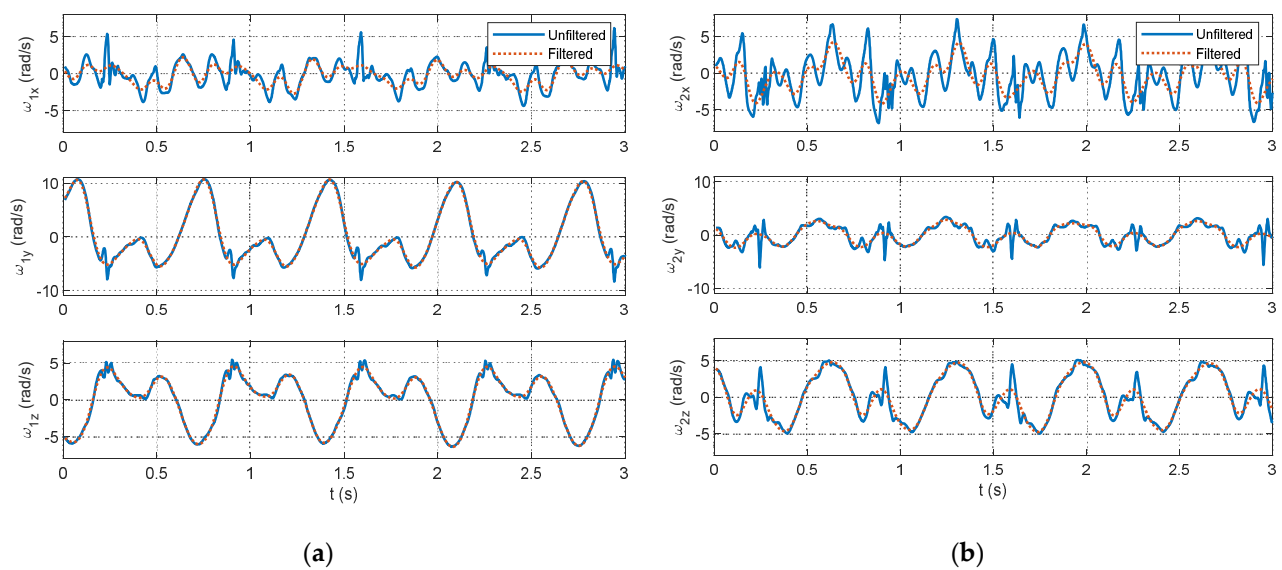 ω1x (rad/s)
5
0
-5
Unfiltered
Filtered
0 0.5 1 1.5 2 2.5 3
ω1y (rad/s)
10
0
-10
0 0.5 1 1.5 2 2.5 3
ω1z (rad/s)
5
0
-5
0 0.5 1 1.5 2 2.5 3
t (s)
(a)
ω2x (rad/s)
5
0
-5
Unfiltered
Filtered
0 0.5 1 1.5 2 2.5 3
ω2y (rad/s)
10
0
-10
0 0.5 1 1.5 2 2.5 3
ω2z (rad/s)
5
0
-5
0 0.5 1 1.5 2 2.5 3
t (s)
(b)